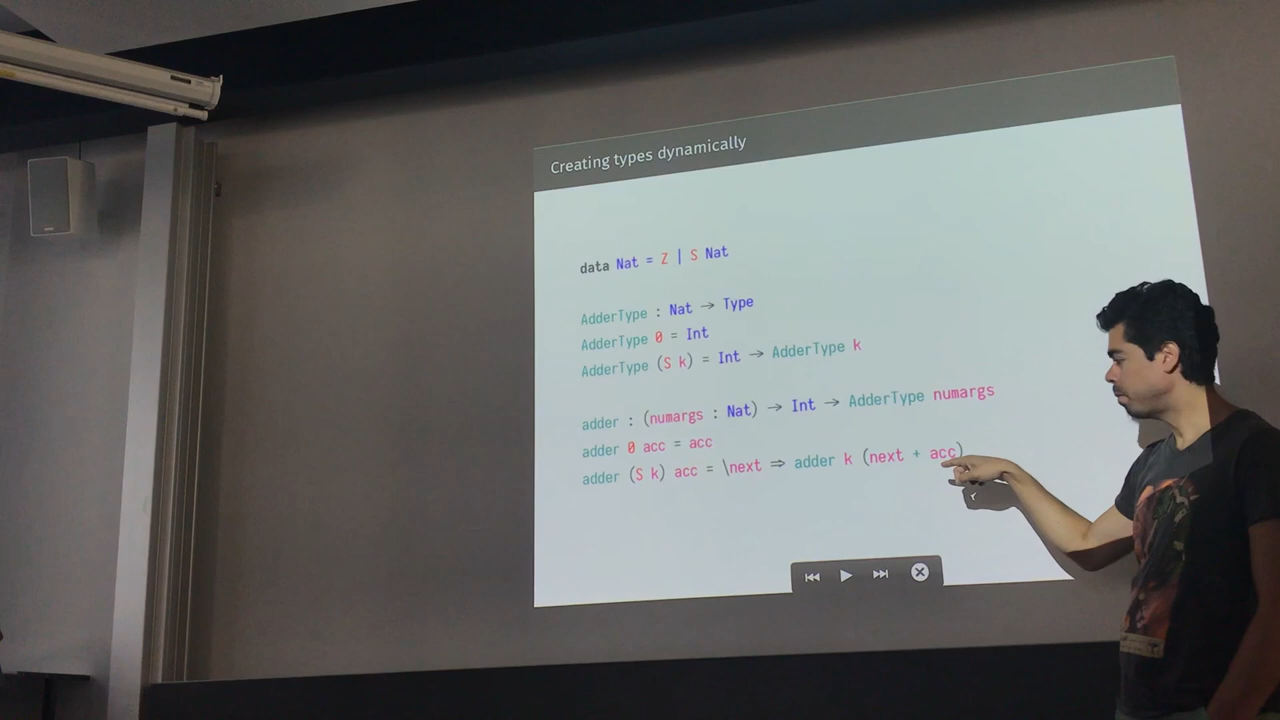 Creating types dynamically
data Nat = Z | S Nat
AdderType : Nat → Type
AdderType 0 = Int
AdderType (S k) = Int → AdderType k
adder : (numargs : Nat) → Int → AdderType numargs
adder 0 acc = acc
adder (S k) acc = \next ⇒ adder k (next + acc)